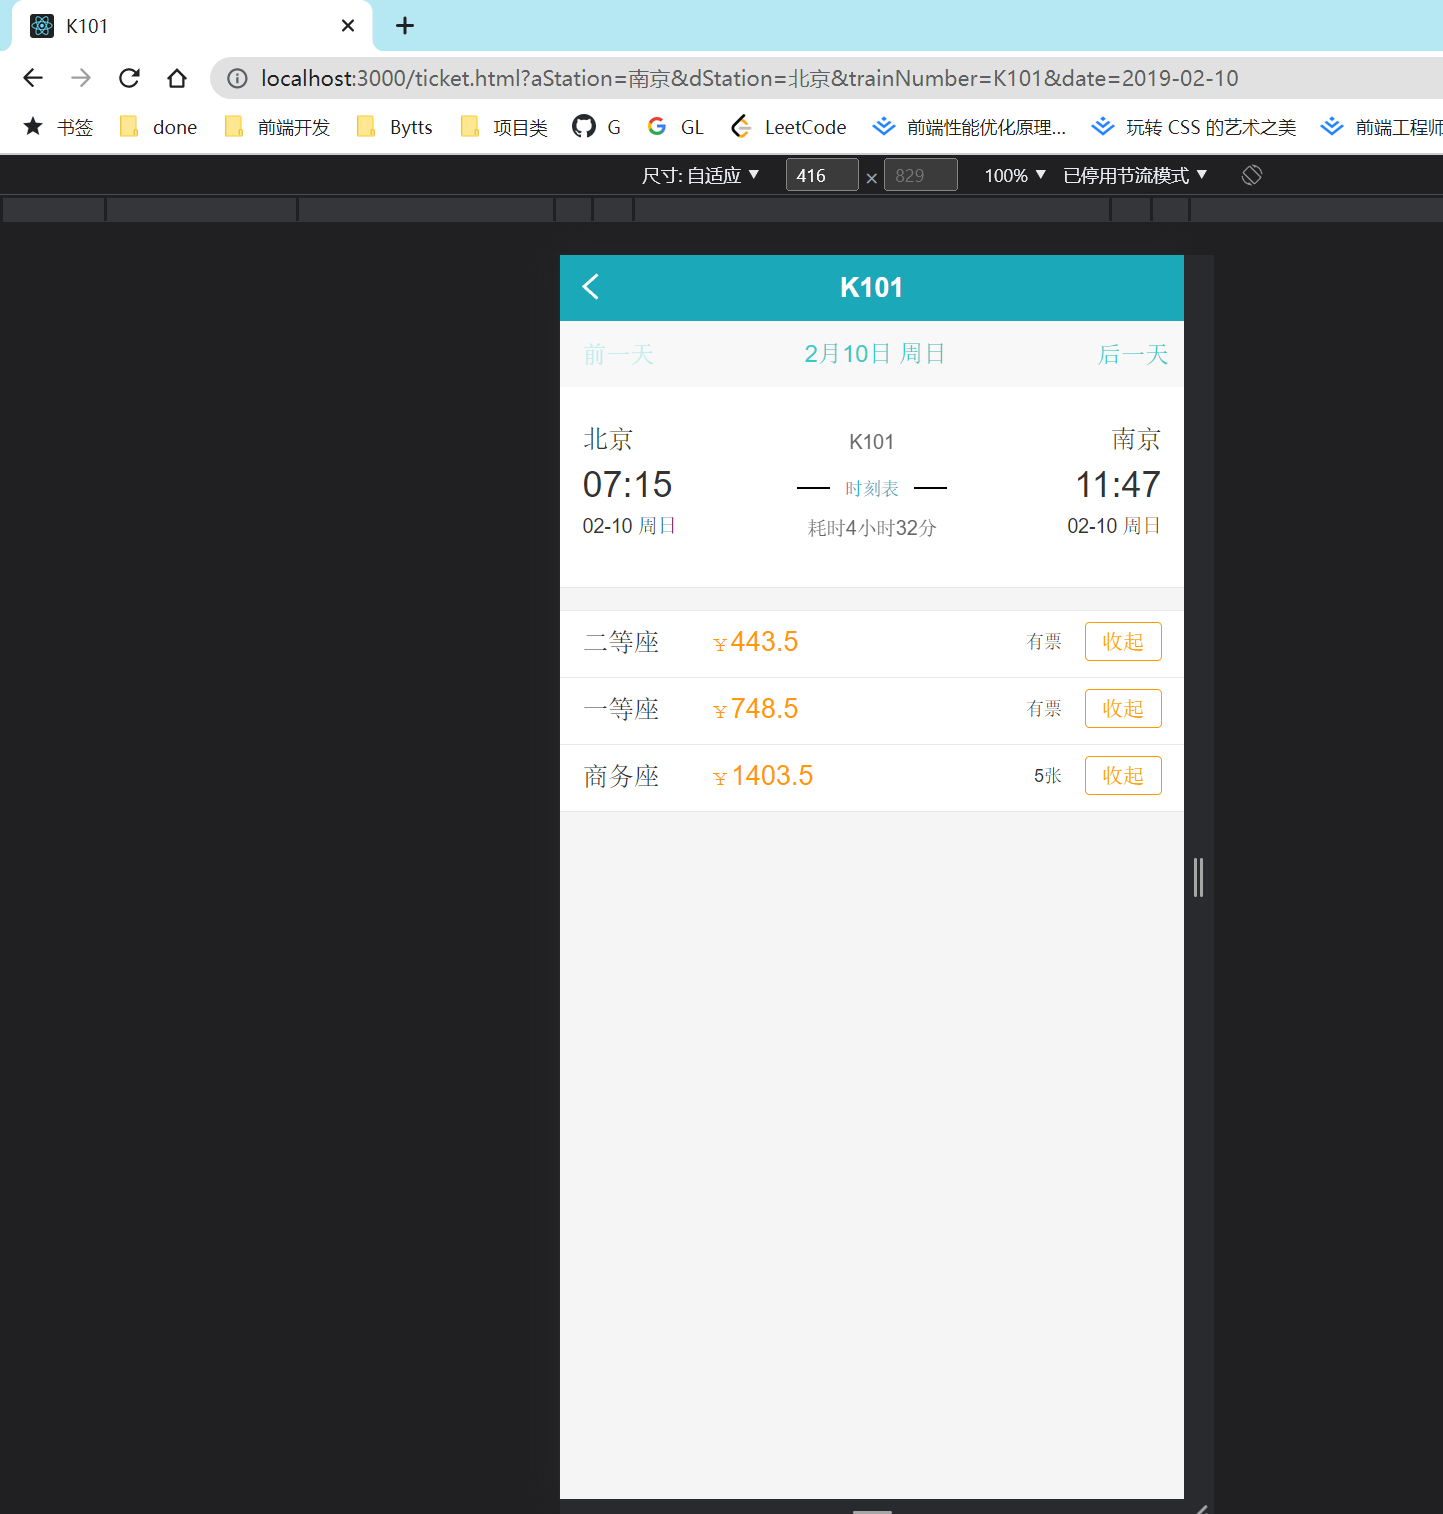 K101
localhost:3000/ticket.html?aStation=南京&dStation=北京&trainNumber=K101&date=2019-02-10
书签 done 前端开发 Bytts 项目类 G GL LeetCode 前端性能优化原理... 玩转 CSS 的艺术之美 前端工程师
尺寸: 自适应 416 × 829 100% 已停用节流模式
K101
前一天 2月10日 周日 后一天
北京 K101 南京
07:15 时刻表 11:47
02-10 周日 耗时4小时32分 02-10 周日
二等座 ¥443.5 有票 收起
一等座 ¥748.5 有票 收起
商务座 ¥1403.5 5张 收起